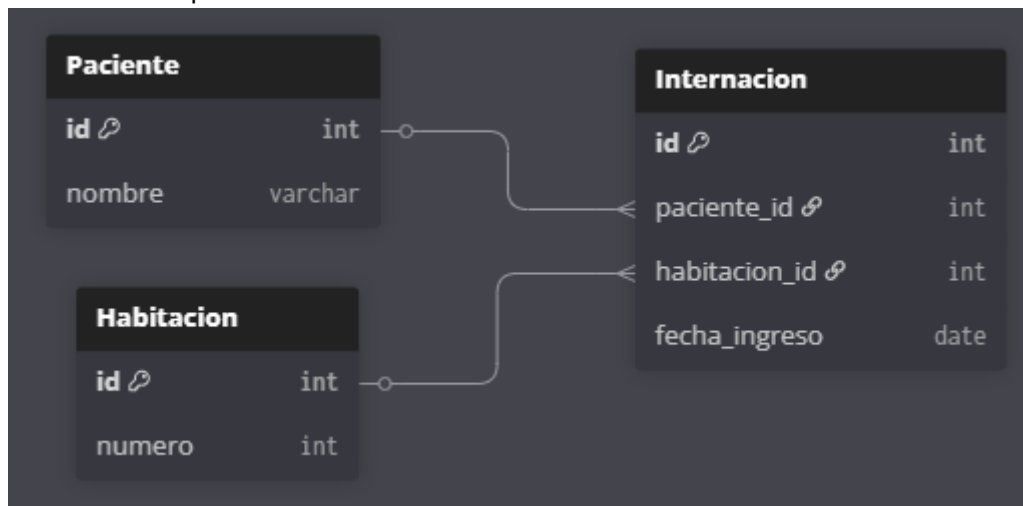 Paciente
id int
nombre varchar
Habitacion
id int
numero int
Internacion
id int
paciente_id int
habitacion_id int
fecha_ingreso date